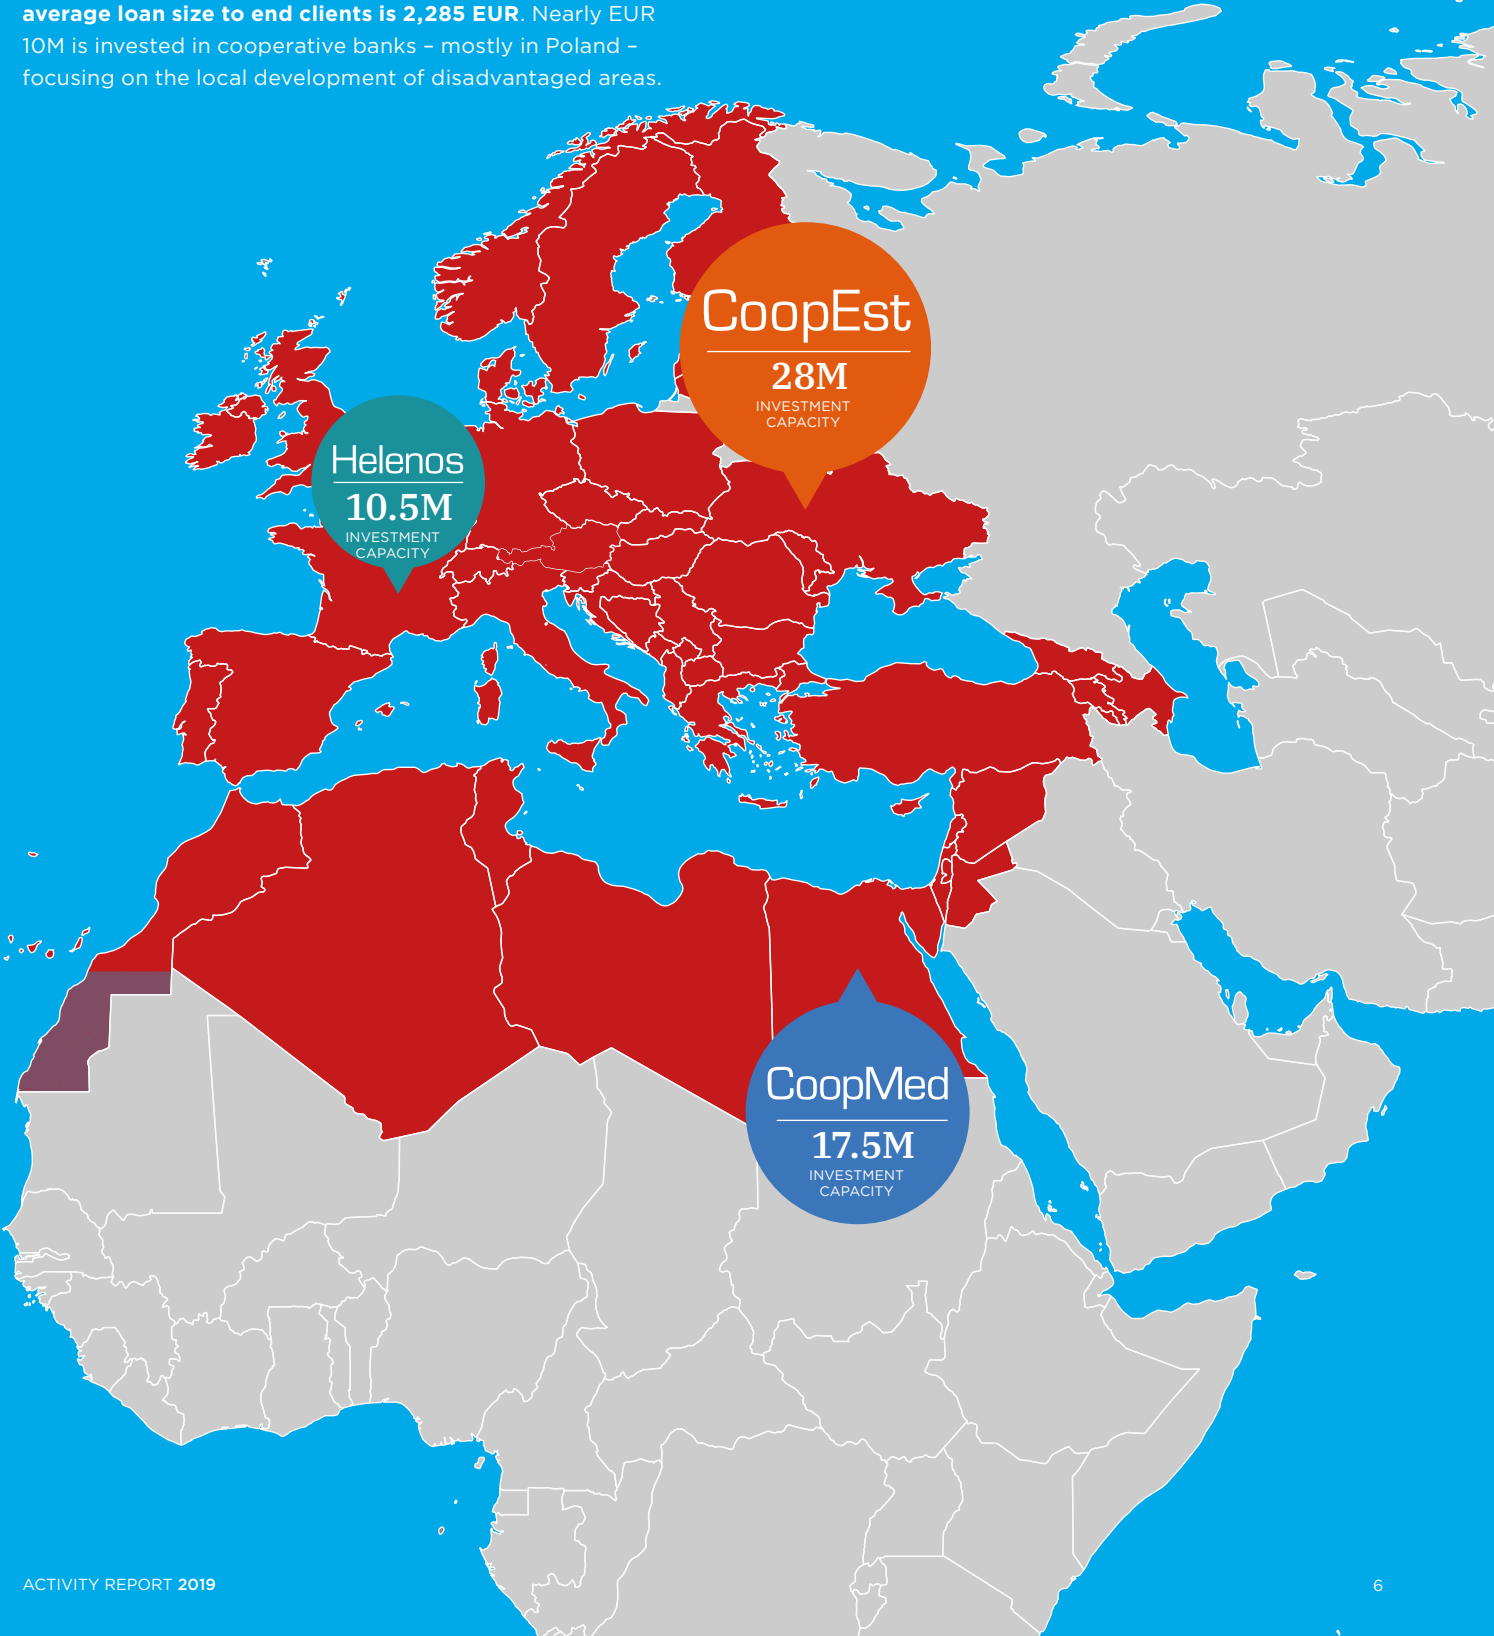 average loan size to end clients is 2,285 EUR. Nearly EUR
10M is invested in cooperative banks – mostly in Poland –
focusing on the local development of disadvantaged areas.
CoopEst
28M
INVESTMENT
CAPACITY
Helenos
10.5M
INVESTMENT
CAPACITY
CoopMed
17.5M
INVESTMENT
CAPACITY
ACTIVITY REPORT 2019
6